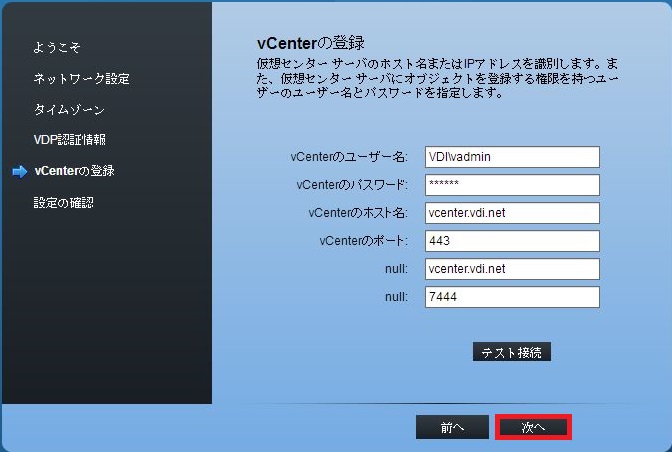 ようこそ
ネットワーク設定
タイムゾーン
VDP認証情報
vCenterの登録
設定の確認
vCenterの登録
仮想センター サーバのホスト名またはIPアドレスを識別します。ま
た、仮想センター サーバにオブジェクトを登録する権限を持つユー
ザーのユーザー名とパスワードを指定します。
vCenterのユーザー名: VDI\vadmin
vCenterのパスワード: ******
vCenterのホスト名: vcenter.vdi.net
vCenterのポート: 443
null: vcenter.vdi.net
null: 7444
テスト接続
前へ 次へ